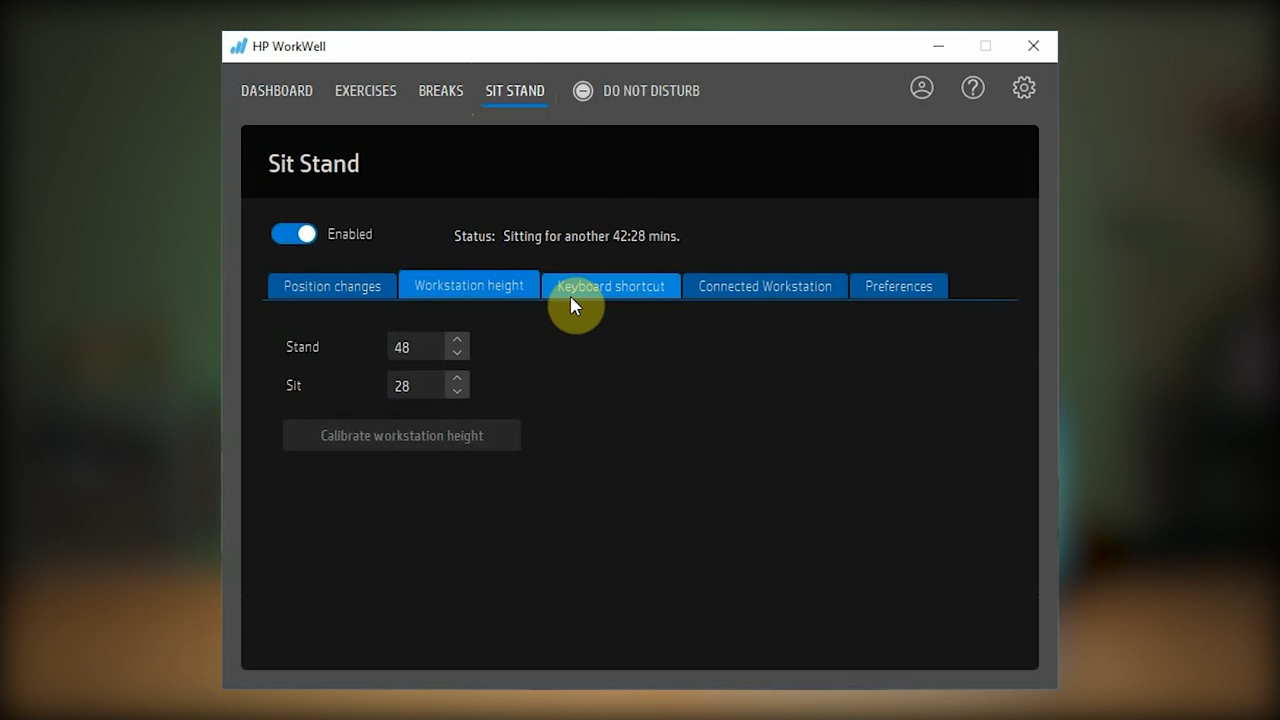 HP WorkWell
DASHBOARD EXERCISES BREAKS SIT STAND DO NOT DISTURB
Sit Stand
Enabled Status: Sitting for another 42:28 mins.
Position changes Workstation height Keyboard shortcut Connected Workstation Preferences
Stand 48
Sit 28
Calibrate workstation height